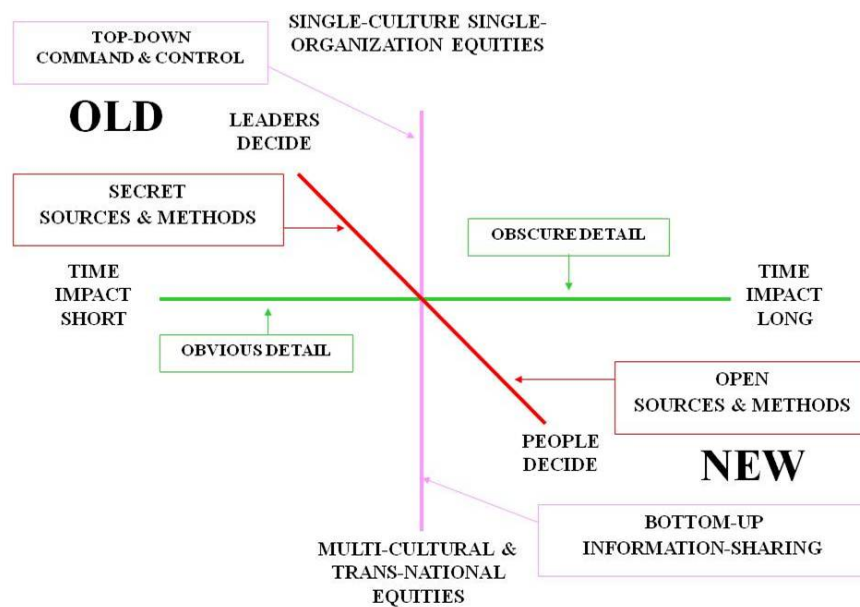 SINGLE-CULTURE SINGLE-
ORGANIZATION EQUITIES
TOP-DOWN
COMMAND & CONTROL
OLD
LEADERS
DECIDE
SECRET
SOURCES & METHODS
OBSCURE DETAIL
TIME
IMPACT
SHORT
TIME
IMPACT
LONG
OBVIOUS DETAIL
OPEN
SOURCES & METHODS
PEOPLE
DECIDE
NEW
BOTTOM-UP
INFORMATION-SHARING
MULTI-CULTURAL &
TRANS-NATIONAL
EQUITIES